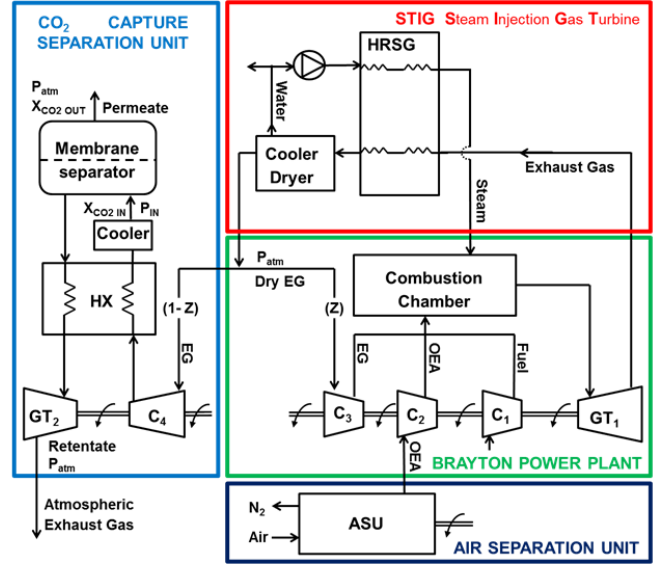 CO2 CAPTURE
SEPARATION UNIT
Patm
XCO2 OUT
Permeate
Membrane
separator
XCO2 IN
PIN
Cooler
HX
(1- Z)
EG
GT2
C4
Retentate
Patm
Atmospheric
Exhaust Gas
STIG Steam Injection Gas Turbine
HRSG
Water
Cooler
Dryer
Exhaust Gas
Steam
Patm
Dry EG
(Z)
Combustion
Chamber
EG
OEA
Fuel
C3
C2
C1
GT1
OEA
BRAYTON POWER PLANT
N2
Air
ASU
AIR SEPARATION UNIT